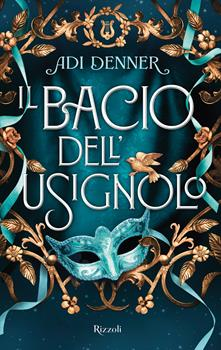 ADI DENNER
IL
BACIO
DELL'
USIGNOLO
Rizzoli